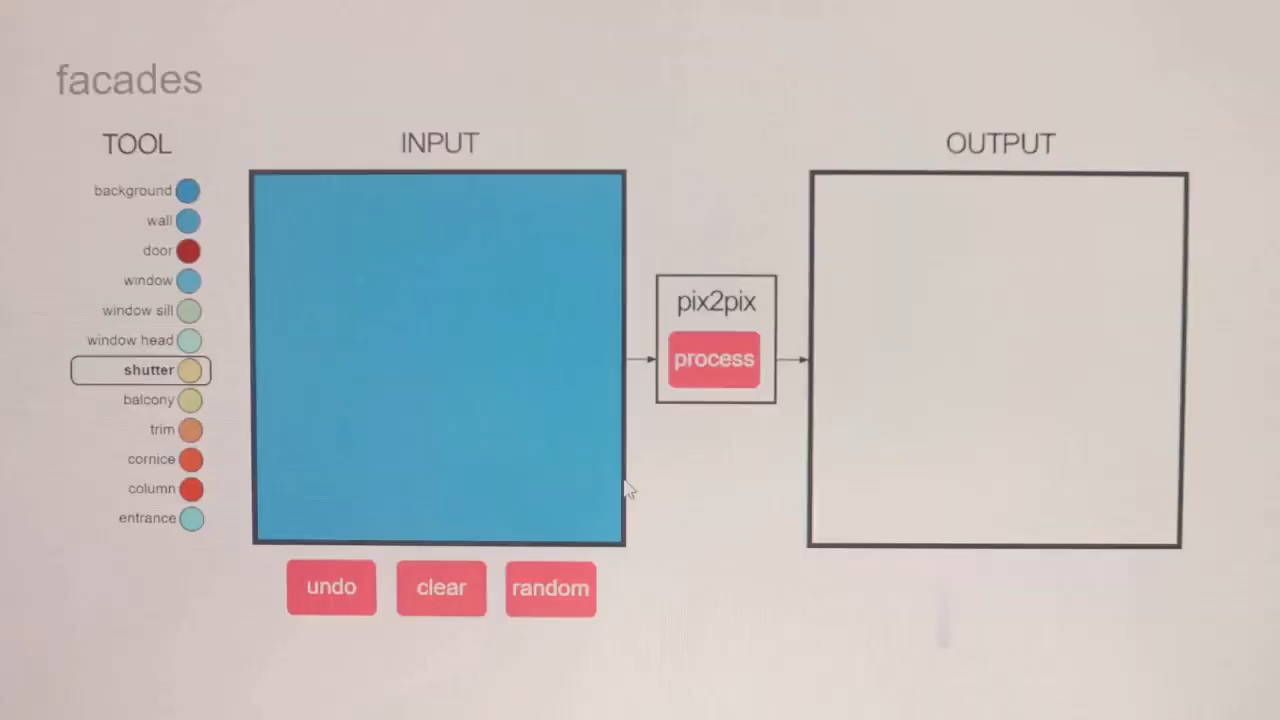 facades
TOOL
INPUT
OUTPUT
background
wall
door
window
window sill
window head
shutter
balcony
trim
cornice
column
entrance
pix2pix
process
undo
clear
random